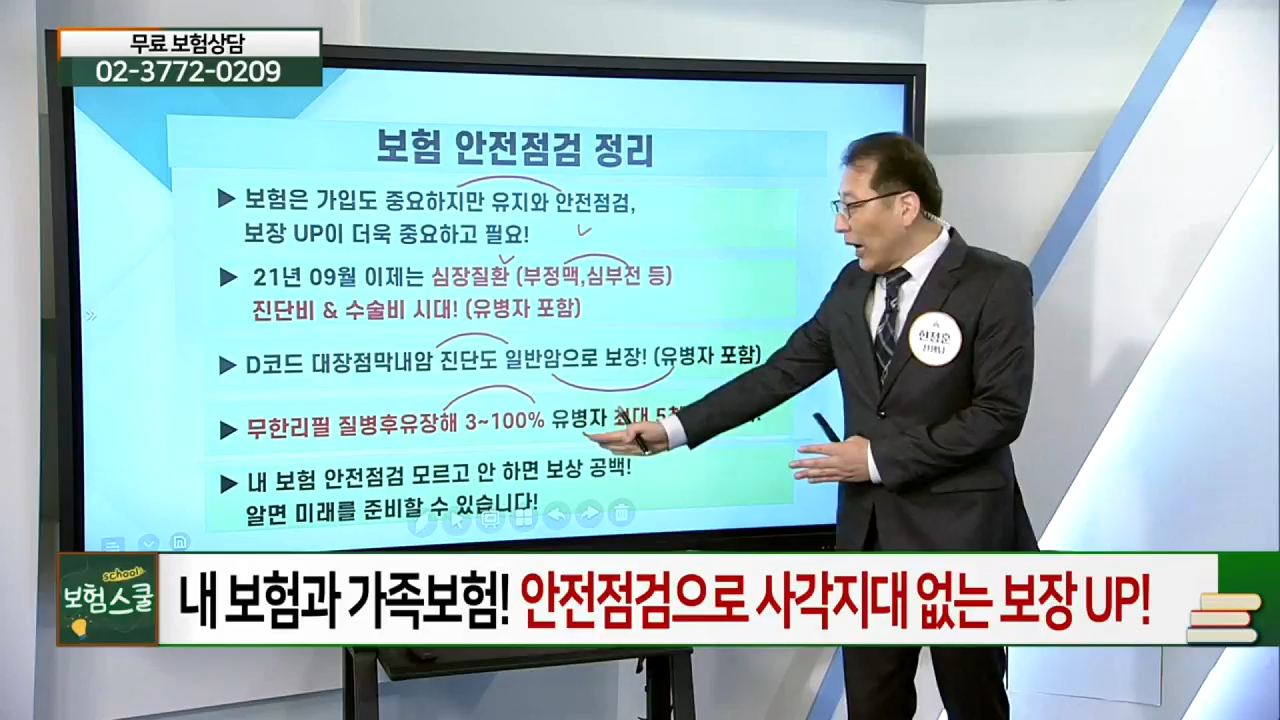 무료 보험상담
02-3772-0209
보험 안전점검 정리
▶ 보험은 가입도 중요하지만 유지와 안전점검,
보장 UP이 더욱 중요하고 필요!
▶ 21년 09월 이제는 심장질환 (부정맥,심부전 등)
진단비 & 수술비 시대! (유병자 포함)
▶ D코드 대장점막내암 진단도 일반암으로 보장! (유병자 포함)
▶ 무한리필 질병후유장해 3~100% 유병자 최대
▶ 내 보험 안전점검 모르고 안 하면 보상 공백!
알면 미래를 준비할 수 있습니다!
현정훈
선생님
school
보험스쿨
내 보험과 가족보험! 안전점검으로 사각지대 없는 보장 UP!